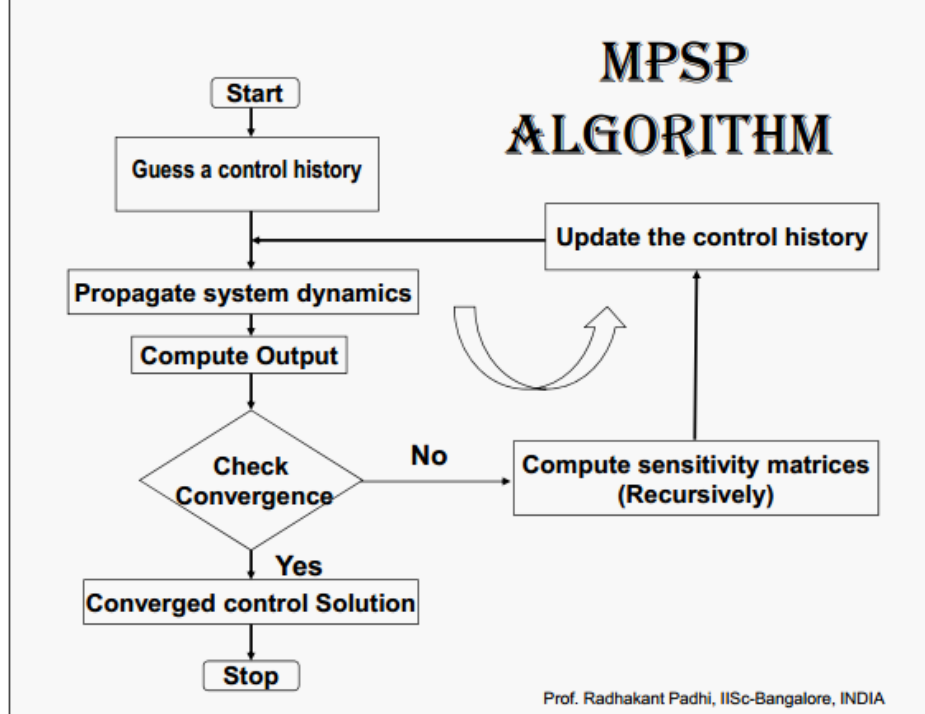 MPSP
ALGORITHM
Start
Guess a control history
Update the control history
Propagate system dynamics
Compute Output
Check
Convergence
No
Compute sensitivity matrices
(Recursively)
Yes
Converged control Solution
Stop
Prof. Radhakant Padhi, IISc-Bangalore, INDIA